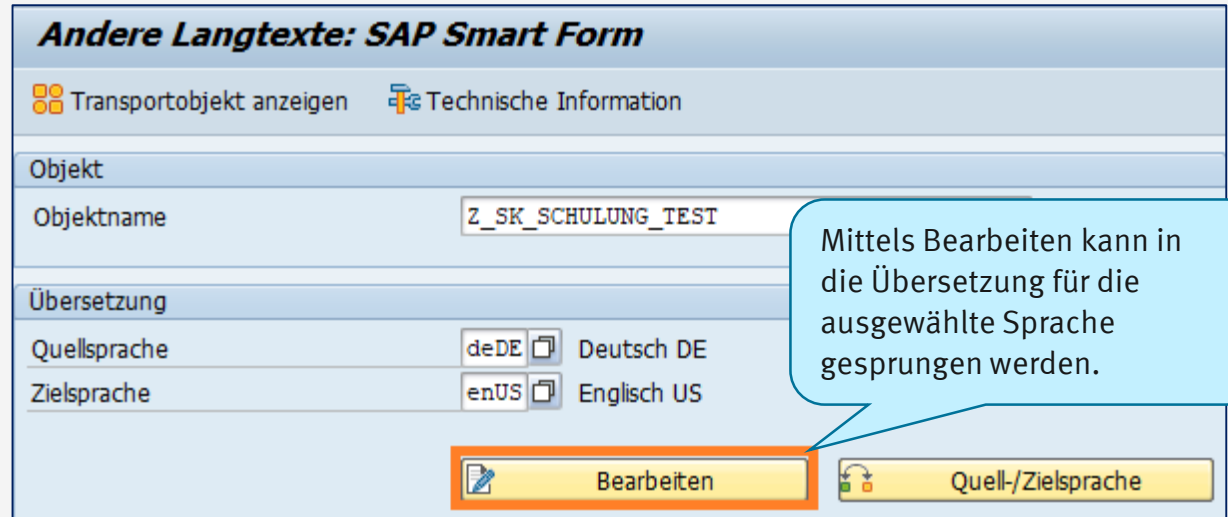 Andere Langtexte: SAP Smart Form
Transportobjekt anzeigen Technische Information
Objekt
Objektname Z_SK_SCHULUNG_TEST
Mittels Bearbeiten kann in
die Übersetzung für die
ausgewählte Sprache
gesprungen werden.
Übersetzung
Quellsprache deDE Deutsch DE
Zielsprache enUS Englisch US
Bearbeiten Quell-/Zielsprache